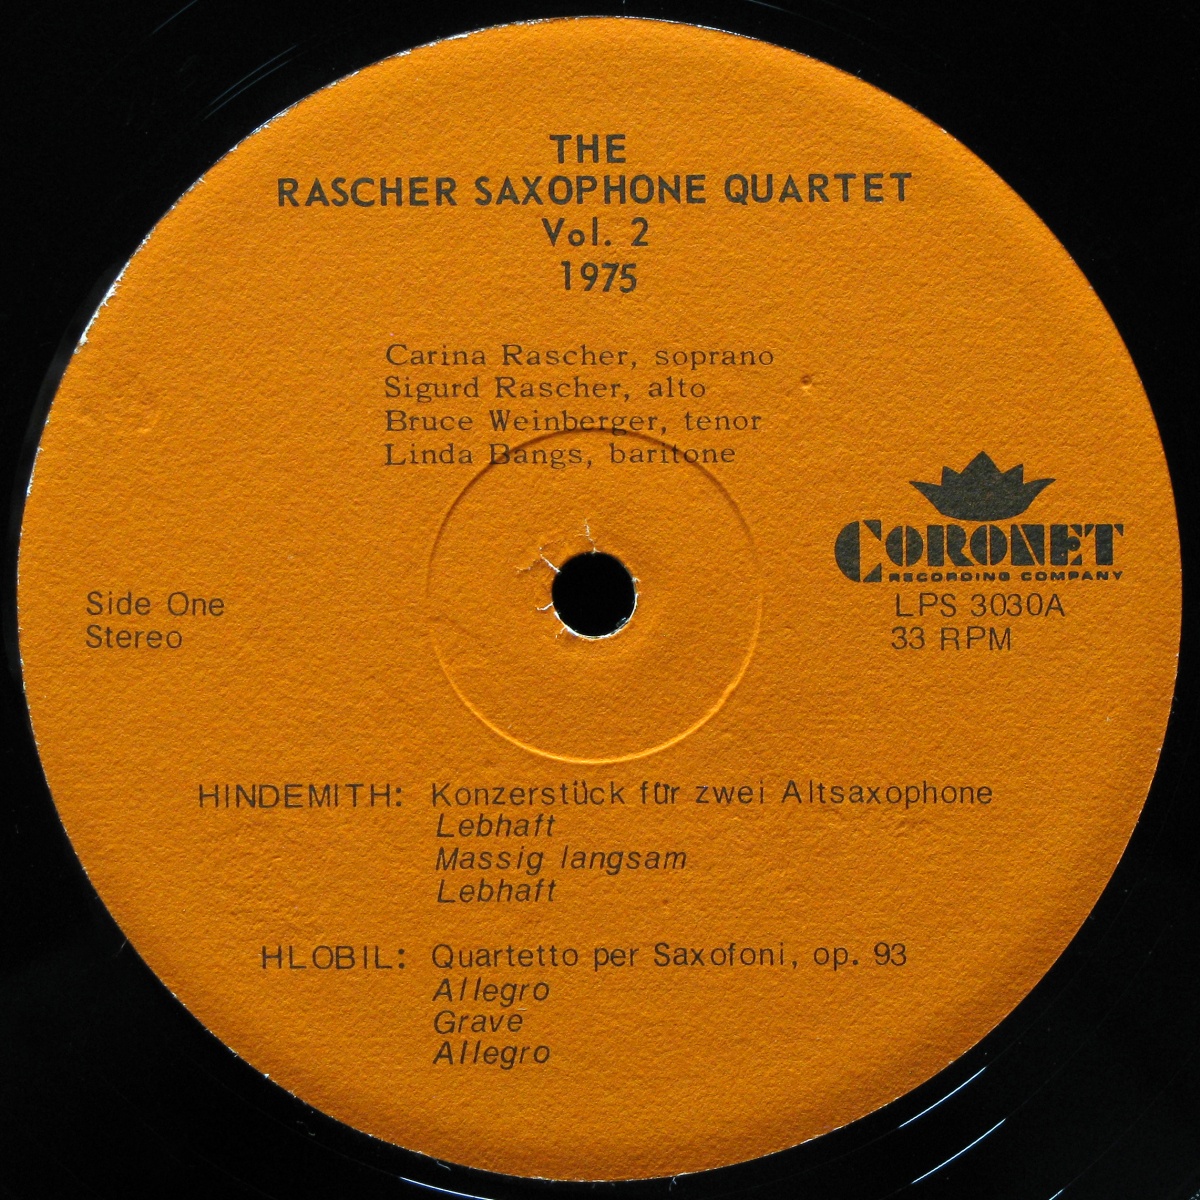 THE
RASCHER SAXOPHONE QUARTET
Vol. 2
1975
Carina Rascher, soprano
Sigurd Rascher, alto
Bruce Weinberger, tenor
Linda Bangs, baritone
CORONET
RECORDING COMPANY
Side One
Stereo
LPS 3030A
33 RPM
HINDEMITH: Konzerstück für zwei Altsaxophone
Lebhaft
Massig langsam
Lebhaft
HLOBIL: Quartetto per Saxofoni, op. 93
Allegro
Grave
Allegro